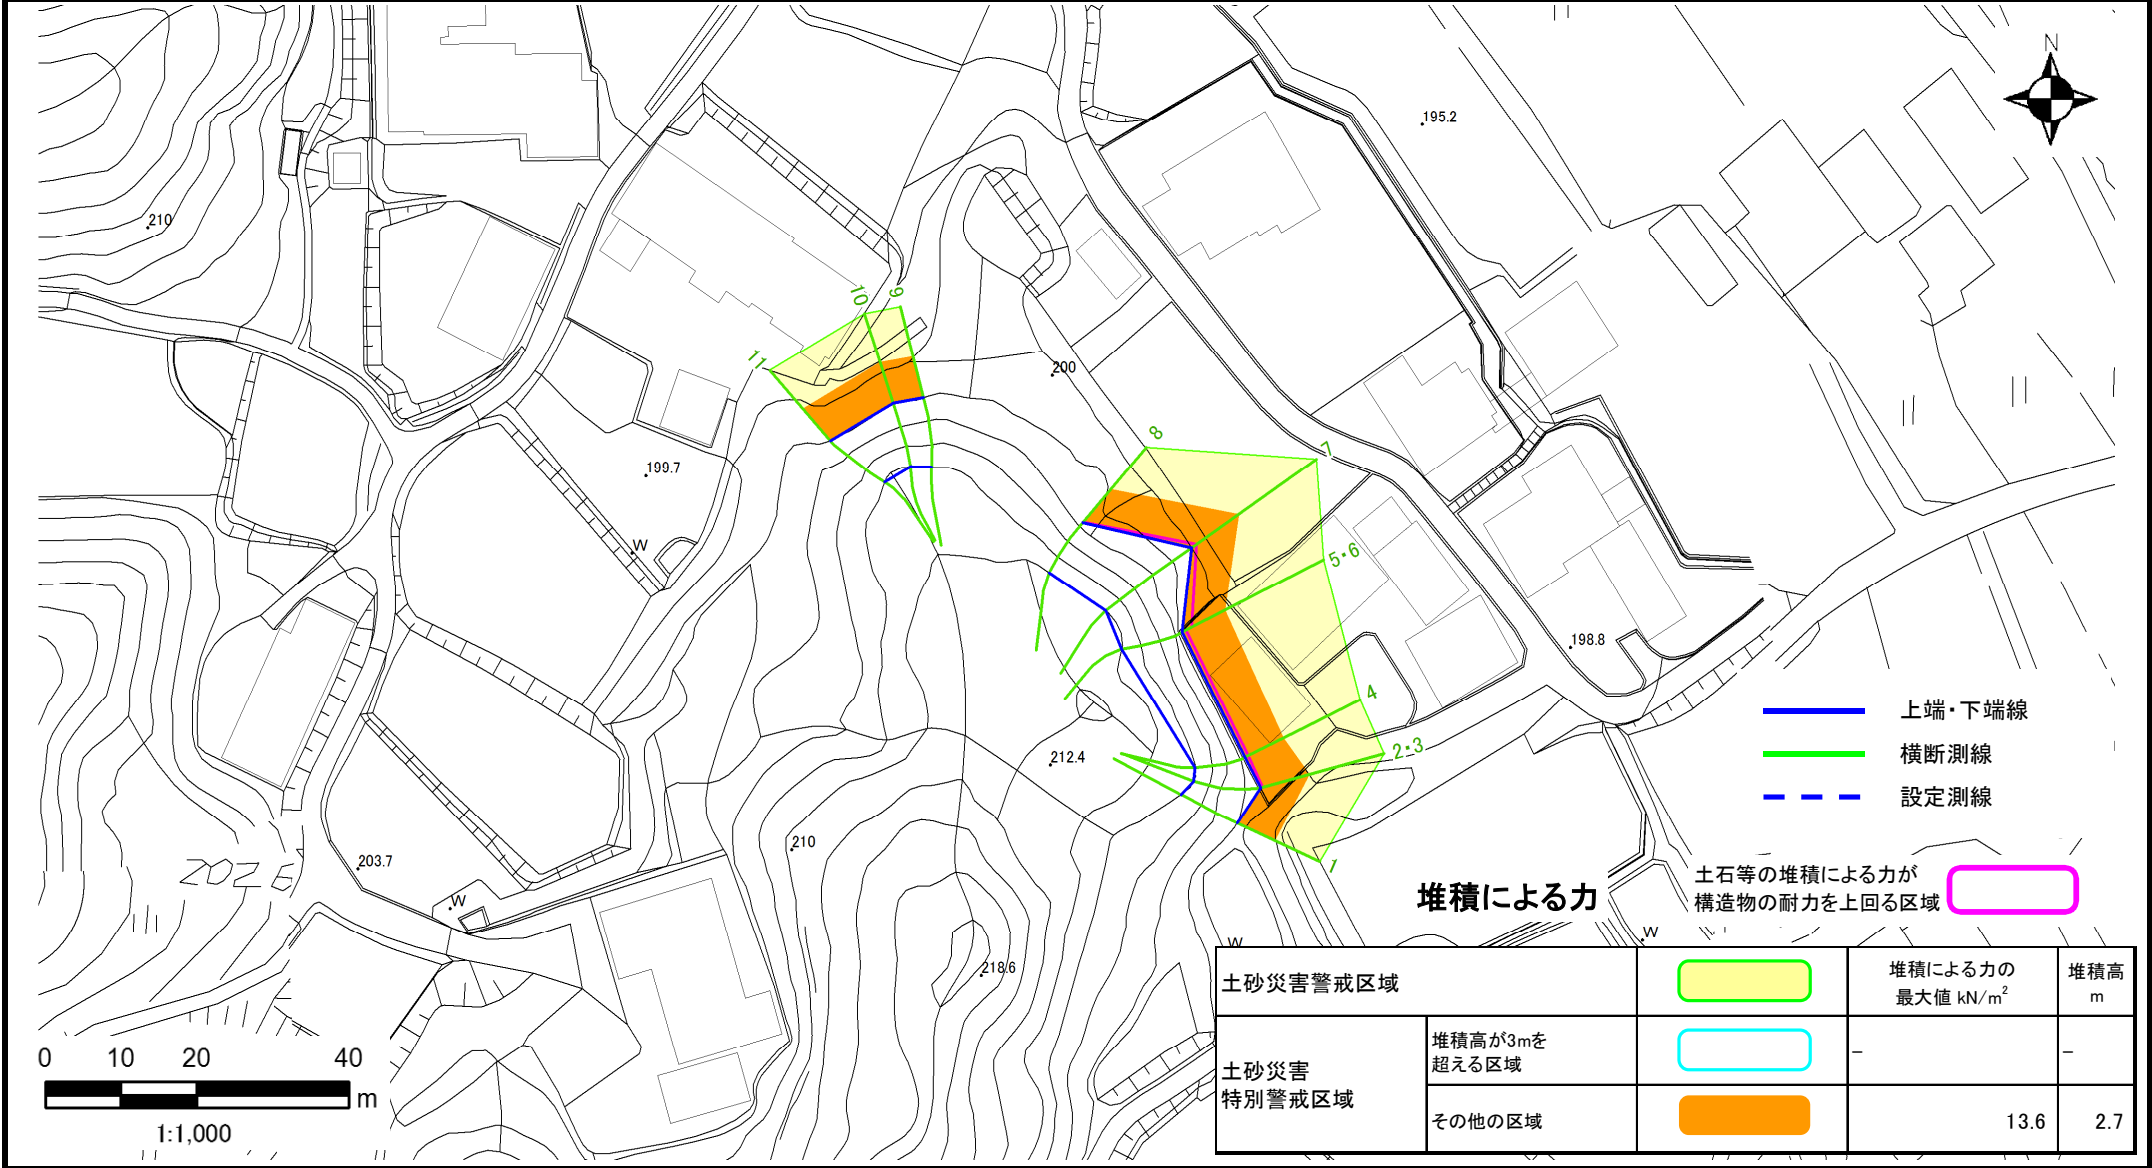 N
195.2
210
10
9
11
200
8
7
199.7
W
5・6
198.8
4
2・3
212.4
上端・下端線
横断測線
設定測線
210
203.7
1
W
堆積による力
土石等の堆積による力が
構造物の耐力を上回る区域
W
W
218.6
土砂災害警戒区域
堆積による力の
最大値 kN/m²
堆積高
m
土砂災害
特別警戒区域
堆積高が3mを
超える区域
-
-
その他の区域
13.6
2.7
0 10 20 40
m
1:1,000